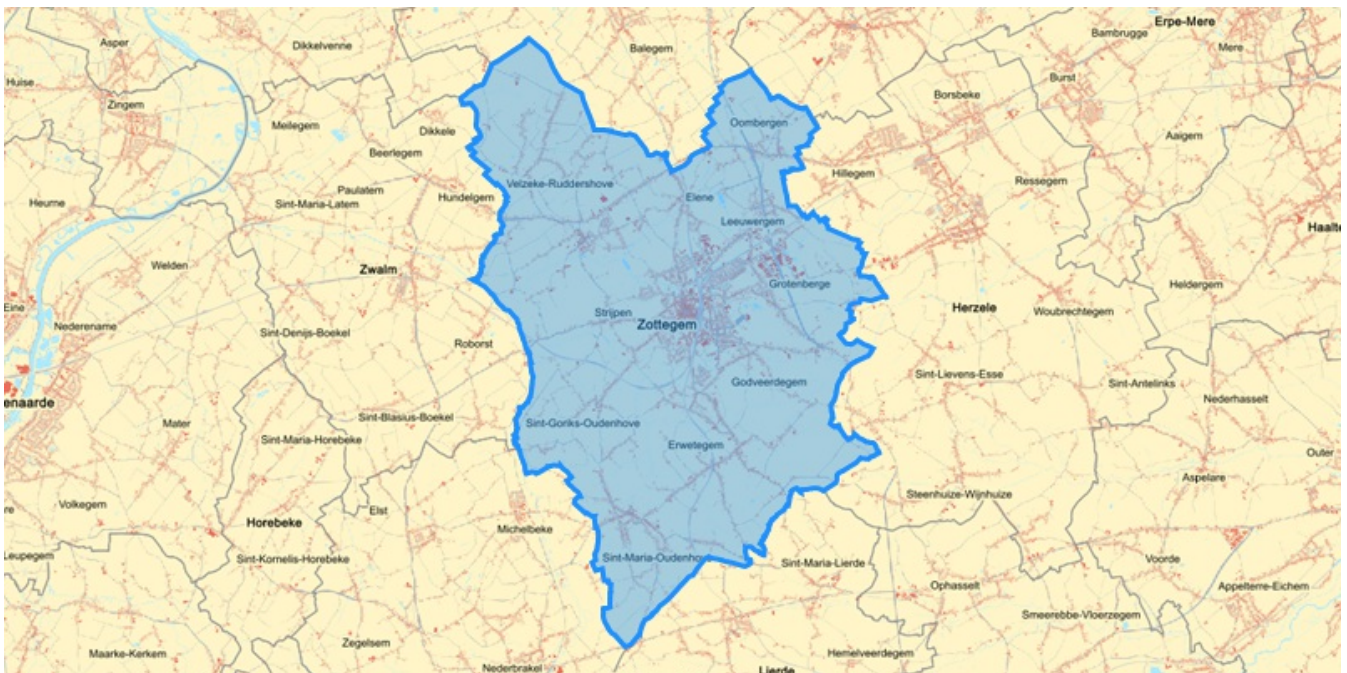 Erpe-Mere
Bambrugge
Asper
Dikkelvenne
Balegem
Mere
Huise
Burst
Borsbeke
Zingem
Meilegem
Oombergen
Dikkele
Aaigem
Beerlegem
Hillegem
Ressegem
Velzeke-Ruddershove
Paulatem
Hundelgem
Elene
Heurne
Sint-Maria-Latem
Leeuwergem
Haalte
Welden
Zwalm
Grotenberge
Heldergem
Eine
Herzele
Woubrechtegem
Strijpen
Zottegem
Nederename
Sint-Denijs-Boekel
Roborst
Sint-Lievens-Esse
Godveerdegem
Sint-Antelinks
enaarde
Nederhasselt
Sint-Blasius-Boekel
Mater
Sint-Goriks-Oudenhove
Sint-Maria-Horebeke
Erwetegem
Outer
Aspelare
Steenhuize-Wijnhuize
Volkegem
re
Elst
Horebeke
Michelbeke
Leupegem
Sint-Kornelis-Horebeke
Sint-Maria-Oudenhov
Sint-Maria-Lierde
Voorde
Ophasselt
Appelterre-Eichem
Smeerebbe-Vloerzegem
Zegelsem
Maarke-Kerkem
Hemelveerdegem
Nederbrakel
Lierde